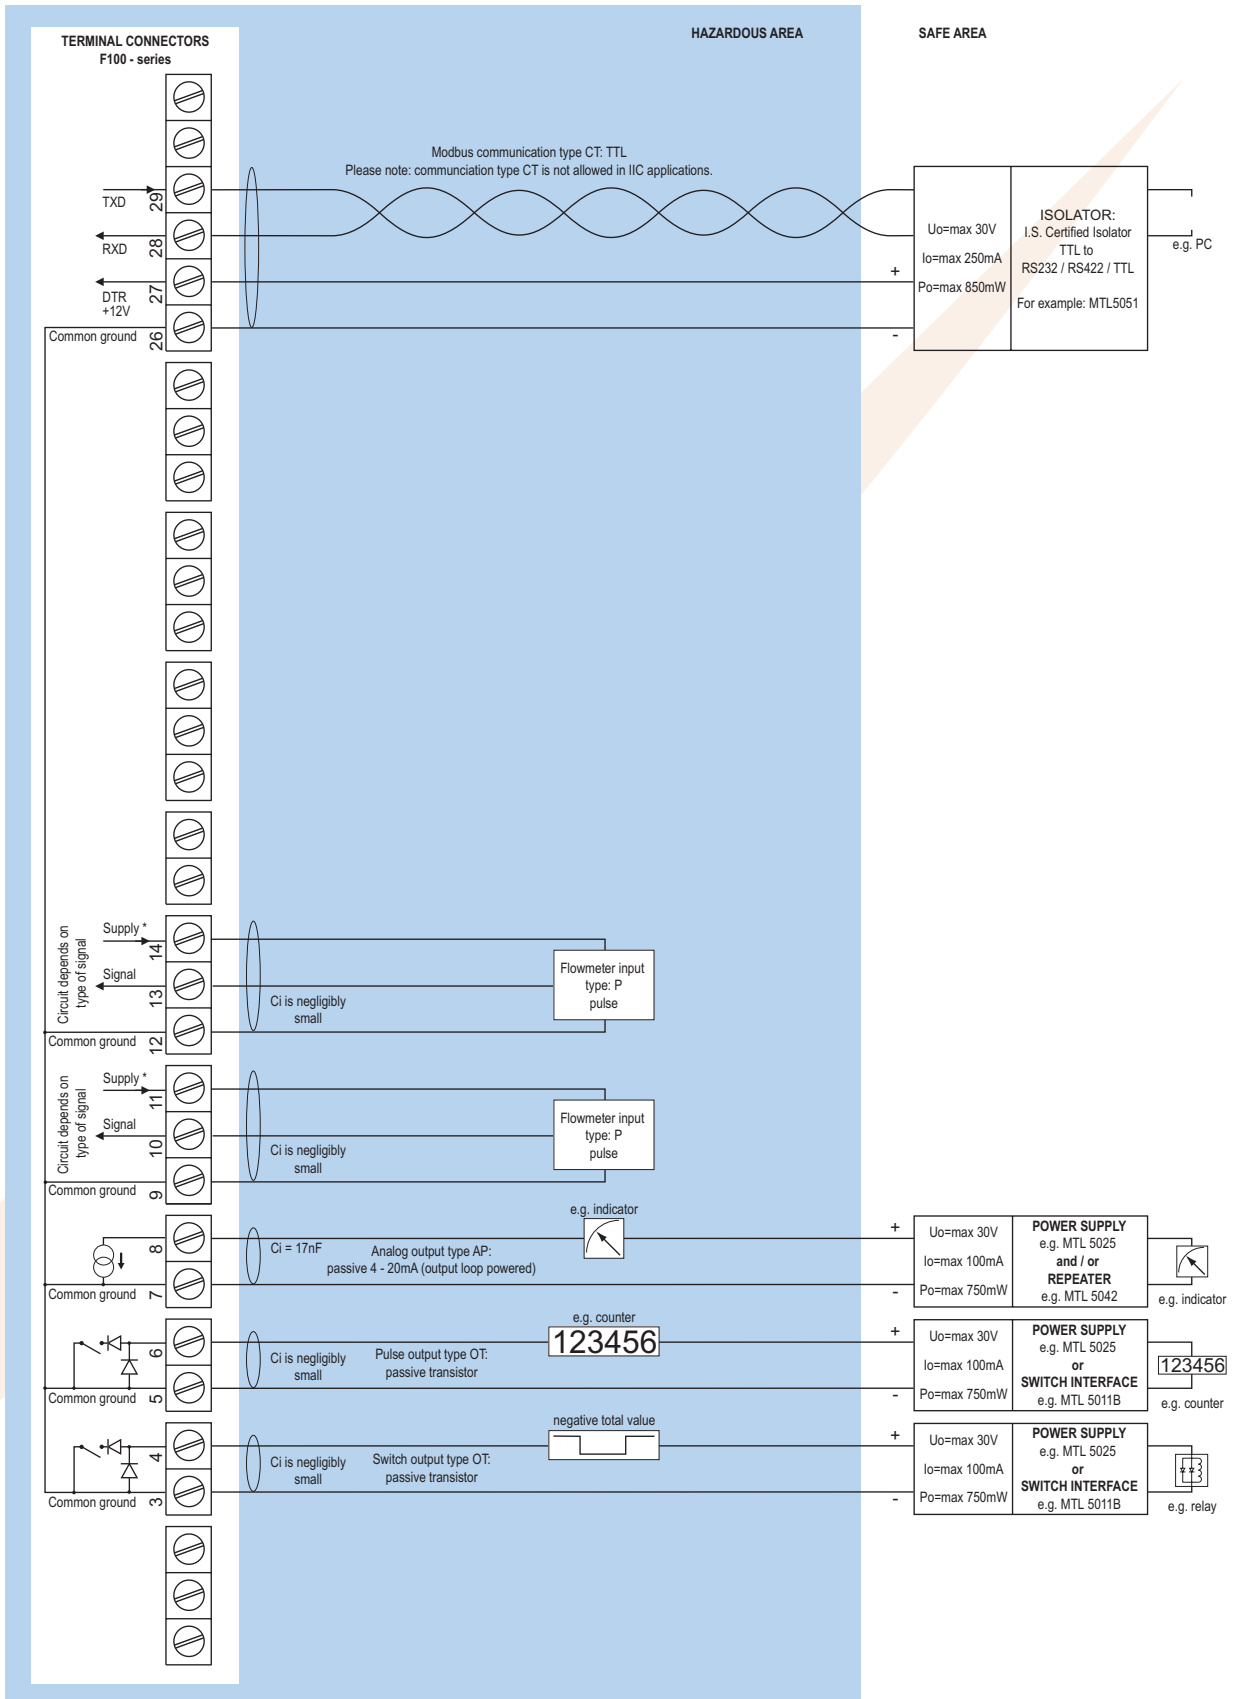 HAZARDOUS AREA
SAFE AREA
TERMINAL CONNECTORS
F100 - series
Modbus communication type CT: TTL
Please note: communciation type CT is not allowed in IIC applications.
TXD
29
RXD
28
DTR
+12V
27
Common ground
26
+
-
Uo=max 30V
Io=max 250mA
Po=max 850mW
ISOLATOR:
I.S. Certified Isolator
TTL to
RS232 / RS422 / TTL
For example: MTL5051
e.g. PC
Circuit depends on
type of signal
Supply *
14
Signal
13
Common ground
12
Ci is negligibly
small
Flowmeter input
type: P
pulse
Circuit depends on
type of signal
Supply *
11
Signal
10
Common ground
9
Ci is negligibly
small
Flowmeter input
type: P
pulse
8
Common ground
7
Ci = 17nF
Analog output type AP:
passive 4 - 20mA (output loop powered)
e.g. indicator
+
-
Uo=max 30V
Io=max 100mA
Po=max 750mW
POWER SUPPLY
e.g. MTL 5025
and / or
REPEATER
e.g. MTL 5042
e.g. indicator
6
Common ground
5
Ci is negligibly
small
Pulse output type OT:
passive transistor
e.g. counter
123456
+
-
Uo=max 30V
Io=max 100mA
Po=max 750mW
POWER SUPPLY
e.g. MTL 5025
or
SWITCH INTERFACE
e.g. MTL 5011B
123456
e.g. counter
4
Common ground
3
Ci is negligibly
small
Switch output type OT:
passive transistor
negative total value
+
-
Uo=max 30V
Io=max 100mA
Po=max 750mW
POWER SUPPLY
e.g. MTL 5025
or
SWITCH INTERFACE
e.g. MTL 5011B
e.g. relay